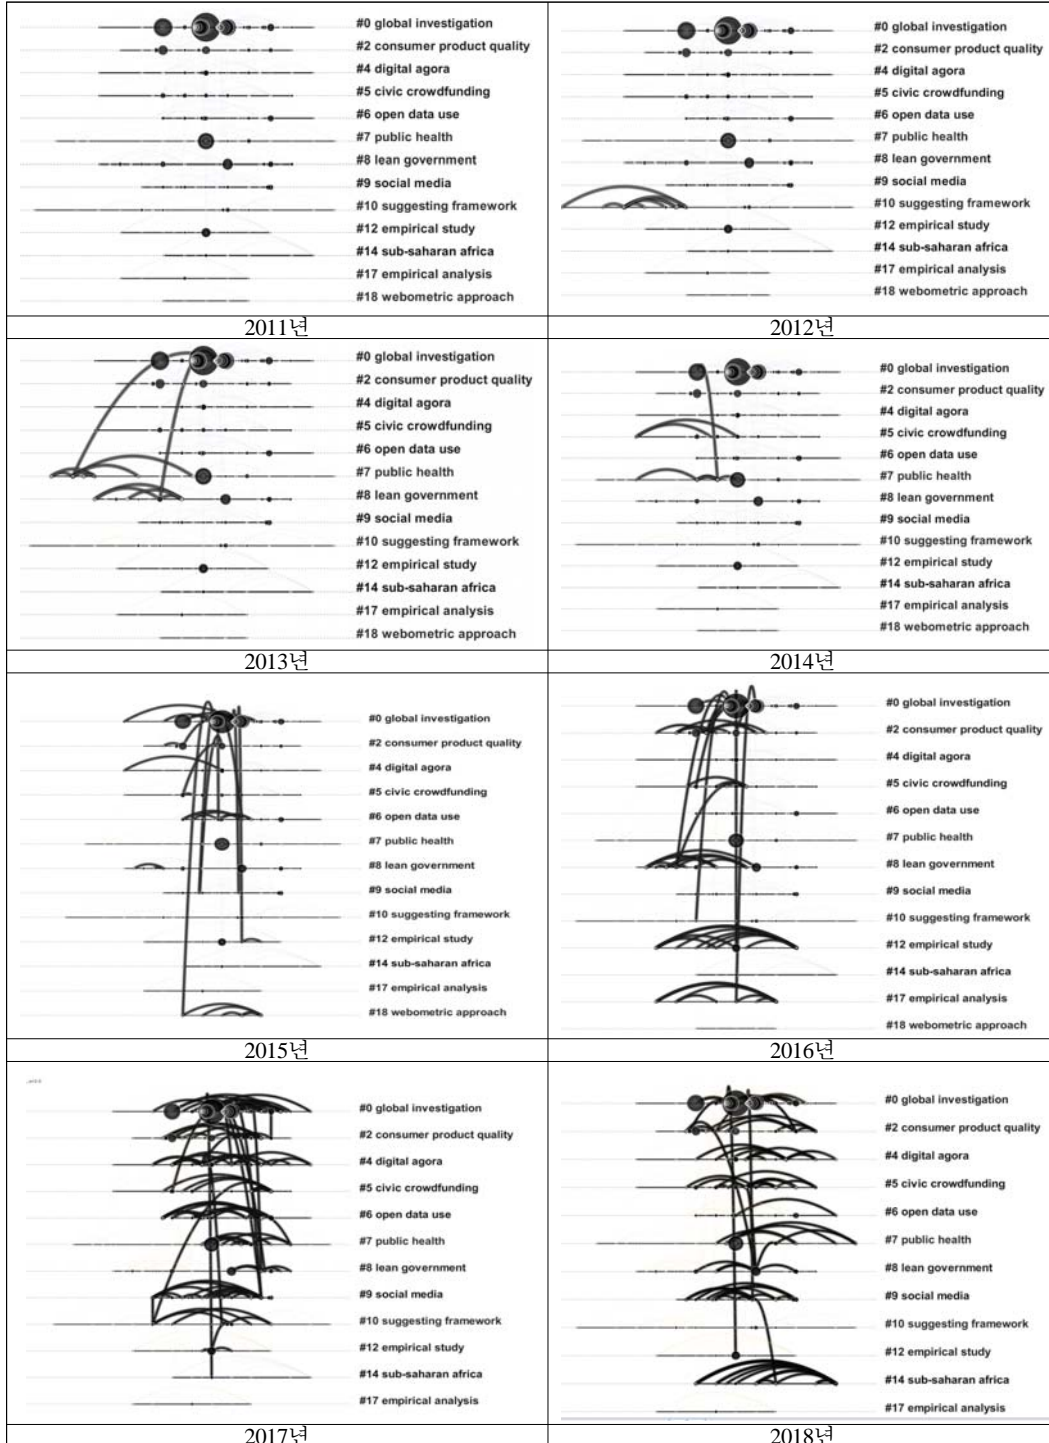 #0 global investigation
#2 consumer product quality
#4 digital agora
#5 civic crowdfunding
#6 open data use
#7 public health
#8 lean government
#9 social media
#10 suggesting framework
#12 empirical study
#14 sub-saharan africa
#17 empirical analysis
#18 webometric approach
2011년
#0 global investigation
#2 consumer product quality
#4 digital agora
#5 civic crowdfunding
#6 open data use
#7 public health
#8 lean government
#9 social media
#10 suggesting framework
#12 empirical study
#14 sub-saharan africa
#17 empirical analysis
#18 webometric approach
2012년
#0 global investigation
#2 consumer product quality
#4 digital agora
#5 civic crowdfunding
#6 open data use
#7 public health
#8 lean government
#9 social media
#10 suggesting framework
#12 empirical study
#14 sub-saharan africa
#17 empirical analysis
#18 webometric approach
2013년
#0 global investigation
#2 consumer product quality
#4 digital agora
#5 civic crowdfunding
#6 open data use
#7 public health
#8 lean government
#9 social media
#10 suggesting framework
#12 empirical study
#14 sub-saharan africa
#17 empirical analysis
#18 webometric approach
2014년
#0 global investigation
#2 consumer product quality
#4 digital agora
#5 civic crowdfunding
#6 open data use
#7 public health
#8 lean government
#9 social media
#10 suggesting framework
#12 empirical study
#14 sub-saharan africa
#17 empirical analysis
#18 webometric approach
2015년
#0 global investigation
#2 consumer product quality
#4 digital agora
#5 civic crowdfunding
#6 open data use
#7 public health
#8 lean government
#9 social media
#10 suggesting framework
#12 empirical study
#14 sub-saharan africa
#17 empirical analysis
#18 webometric approach
2016년
#0 global investigation
#2 consumer product quality
#4 digital agora
#5 civic crowdfunding
#6 open data use
#7 public health
#8 lean government
#9 social media
#10 suggesting framework
#12 empirical study
#14 sub-saharan africa
#17 empirical analysis
2017년
#0 global investigation
#2 consumer product quality
#4 digital agora
#5 civic crowdfunding
#6 open data use
#7 public health
#8 lean government
#9 social media
#10 suggesting framework
#12 empirical study
#14 sub-saharan africa
#17 empirical analysis
2018년